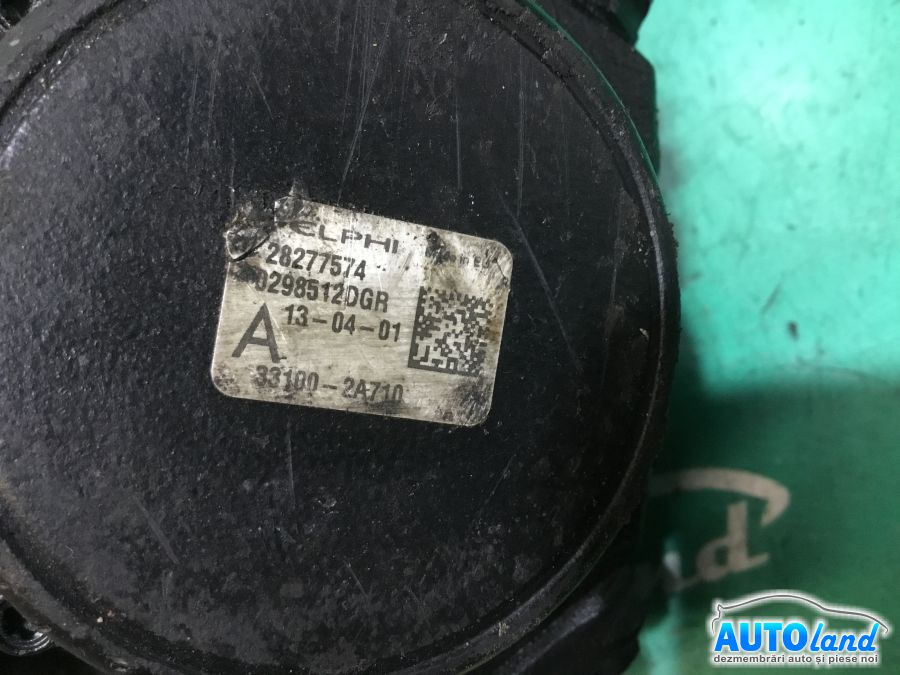 ELPHI
28277574
0298512DGR
13-04-01
A
33100-2A710
AUTOland
dezmembrări auto și piese noi